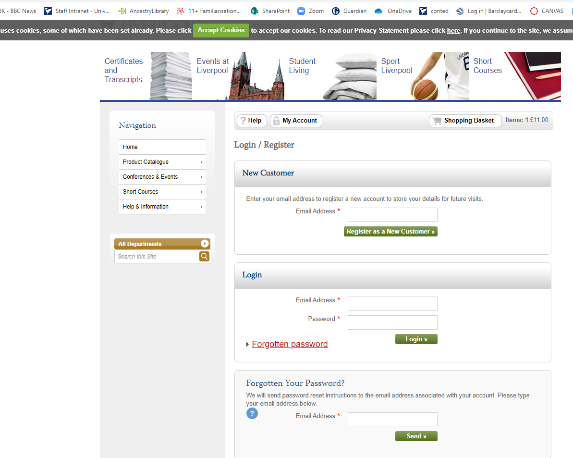 BBC News
Staff Intranet - Univ...
AncestryLibrary
11+ Familiarisation...
SharePoint
Zoom
Guardian
OneDrive
conted
Log in | Barclaycard...
CANVAS
uses cookies, some of which have been set already. Please click Accept Cookies to accept our cookies. To read our Privacy Statement please click here. If you continue to the site, we assum
Certificates and Transcripts
Events at Liverpool
Student Living
Sport Liverpool
Short Courses
Navigation
Home
Product Catalogue
Conferences & Events
Short Courses
Help & Information
All Departments
Search this Site
? Help
My Account
Shopping Basket
Items: 1 £11.00
Login / Register
New Customer
Enter your email address to register a new account to store your details for future visits.
Email Address *
Register as a New Customer »
Login
Email Address *
Password *
Forgotten password
Login »
Forgotten Your Password?
We will send password reset instructions to the email address associated with your account. Please type
your email address below.
?
Email Address *
Send »